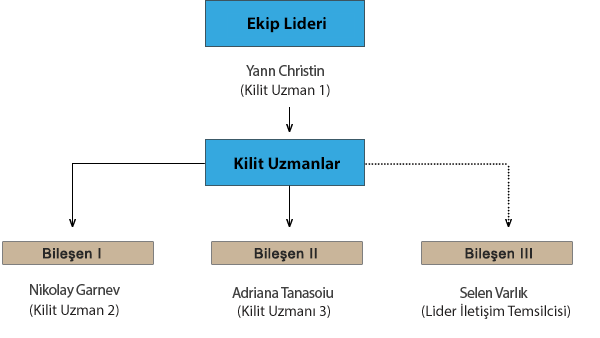 Ekip Lideri
Yann Christin
(Kilit Uzman 1)
Kilit Uzmanlar
Bileşen I
Bileşen II
Bileşen III
Nikolay Garnev
(Kilit Uzman 2)
Adriana Tanasoiu
(Kilit Uzmanı 3)
Selen Varlık
(Lider İletişim Temsilcisi)